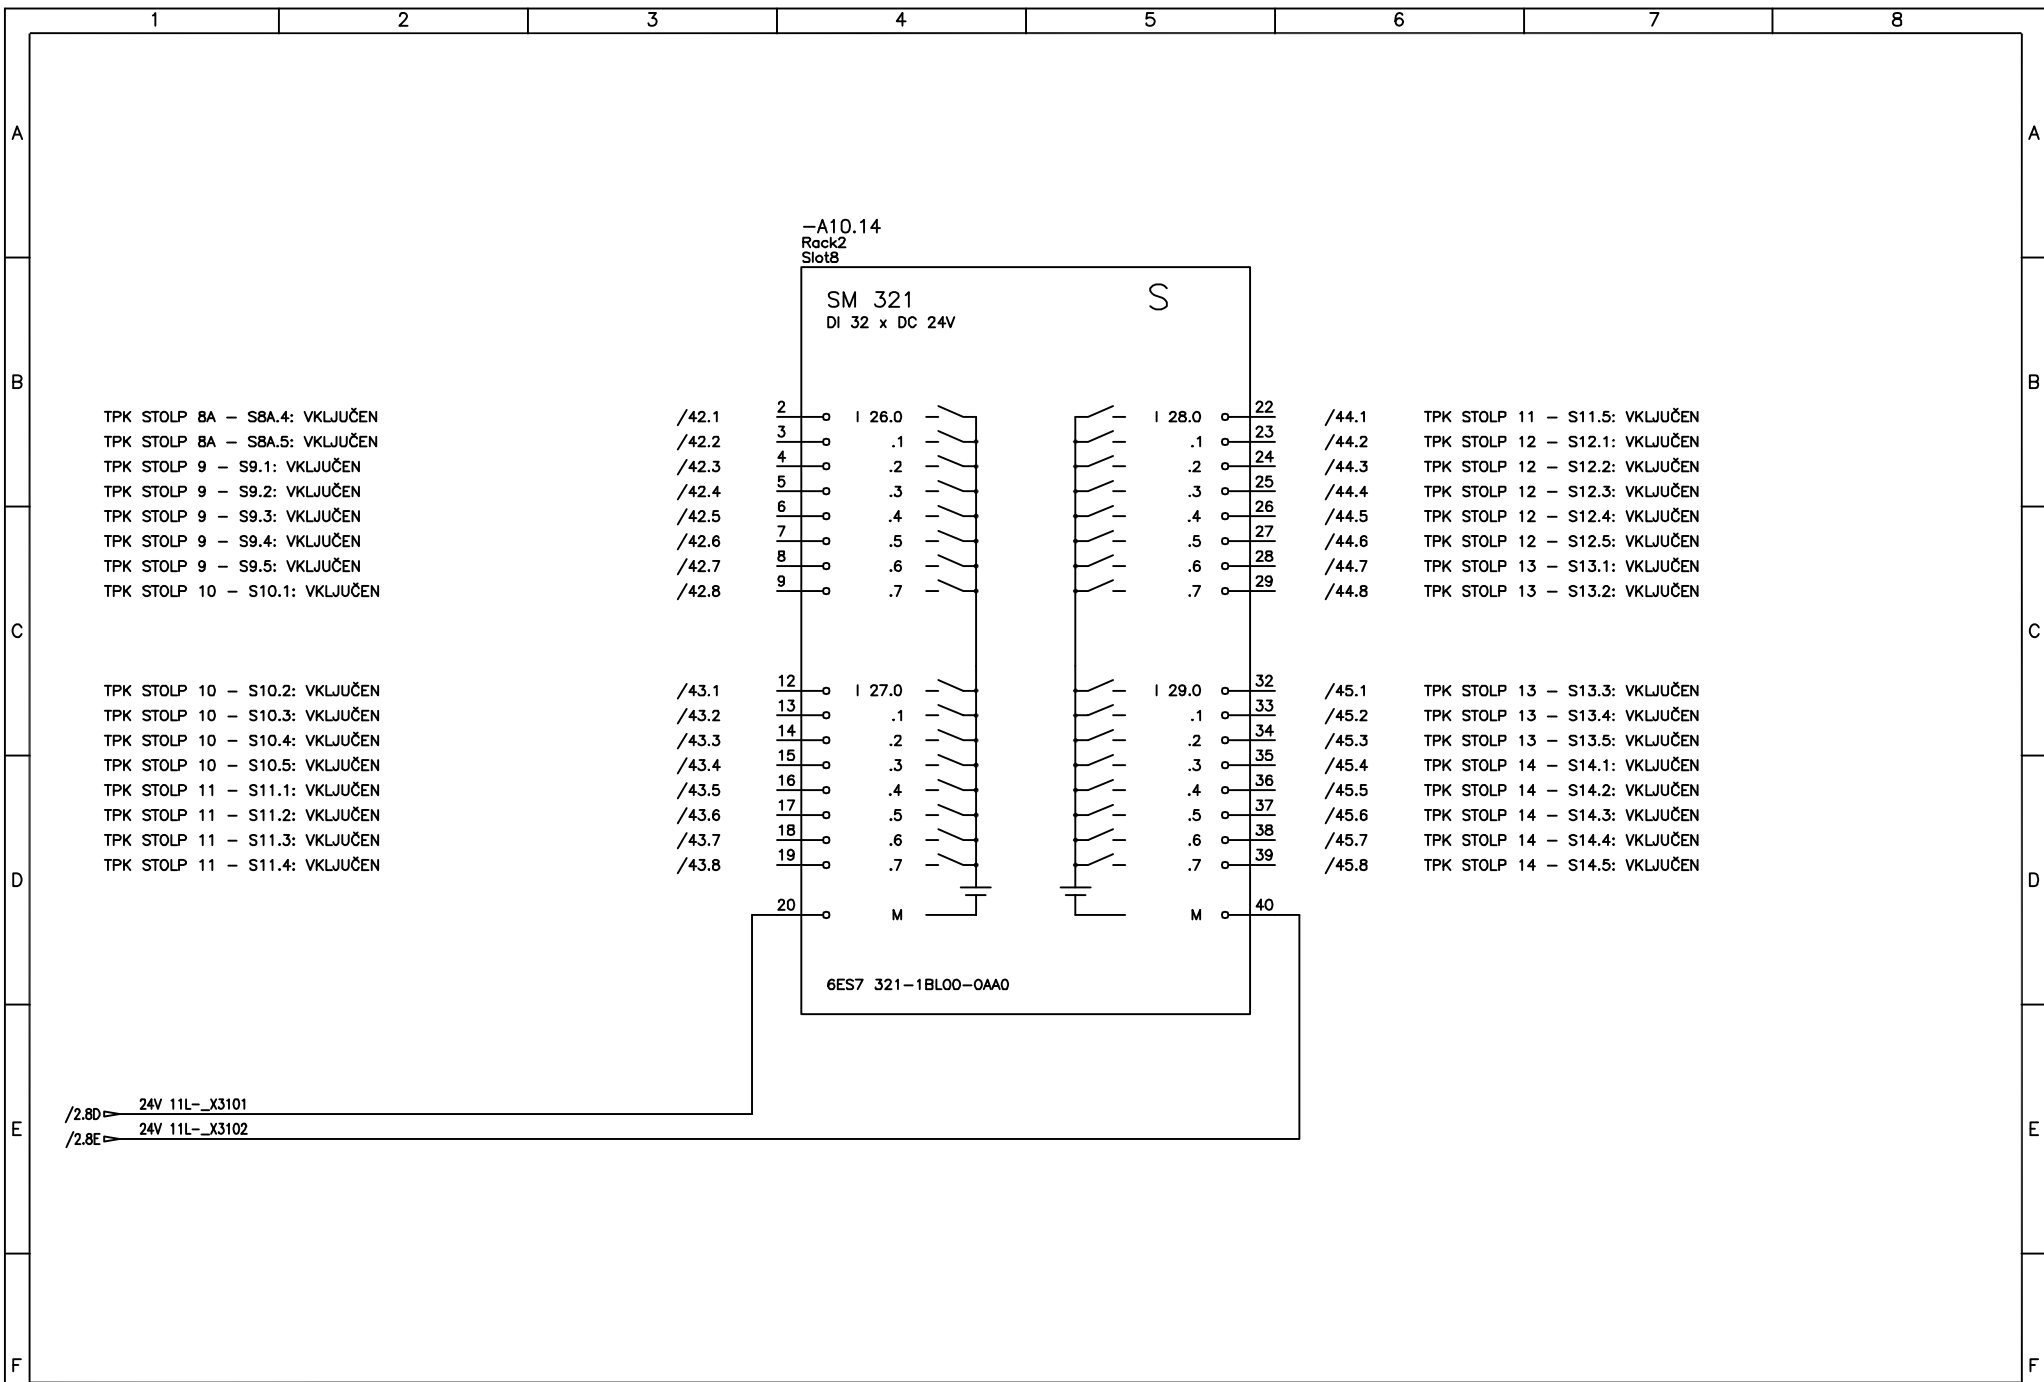 1 2 3 4 5 6 7 8
A A
-A10.14
Rack2
Slot8
SM 321 S
DI 32 x DC 24V
B B
TPK STOLP 8A - S8A.4: VKLJUČEN /42.1 2 I 26.0 I 28.0 22 /44.1 TPK STOLP 11 - S11.5: VKLJUČEN
TPK STOLP 8A - S8A.5: VKLJUČEN /42.2 3 .1 .1 23 /44.2 TPK STOLP 12 - S12.1: VKLJUČEN
TPK STOLP 9 - S9.1: VKLJUČEN /42.3 4 .2 .2 24 /44.3 TPK STOLP 12 - S12.2: VKLJUČEN
TPK STOLP 9 - S9.2: VKLJUČEN /42.4 5 .3 .3 25 /44.4 TPK STOLP 12 - S12.3: VKLJUČEN
TPK STOLP 9 - S9.3: VKLJUČEN /42.5 6 .4 .4 26 /44.5 TPK STOLP 12 - S12.4: VKLJUČEN
TPK STOLP 9 - S9.4: VKLJUČEN /42.6 7 .5 .5 27 /44.6 TPK STOLP 12 - S12.5: VKLJUČEN
TPK STOLP 9 - S9.5: VKLJUČEN /42.7 8 .6 .6 28 /44.7 TPK STOLP 13 - S13.1: VKLJUČEN
TPK STOLP 10 - S10.1: VKLJUČEN /42.8 9 .7 .7 29 /44.8 TPK STOLP 13 - S13.2: VKLJUČEN
C C
TPK STOLP 10 - S10.2: VKLJUČEN /43.1 12 I 27.0 I 29.0 32 /45.1 TPK STOLP 13 - S13.3: VKLJUČEN
TPK STOLP 10 - S10.3: VKLJUČEN /43.2 13 .1 .1 33 /45.2 TPK STOLP 13 - S13.4: VKLJUČEN
TPK STOLP 10 - S10.4: VKLJUČEN /43.3 14 .2 .2 34 /45.3 TPK STOLP 13 - S13.5: VKLJUČEN
TPK STOLP 10 - S10.5: VKLJUČEN /43.4 15 .3 .3 35 /45.4 TPK STOLP 14 - S14.1: VKLJUČEN
TPK STOLP 11 - S11.1: VKLJUČEN /43.5 16 .4 .4 36 /45.5 TPK STOLP 14 - S14.2: VKLJUČEN
TPK STOLP 11 - S11.2: VKLJUČEN /43.6 17 .5 .5 37 /45.6 TPK STOLP 14 - S14.3: VKLJUČEN
TPK STOLP 11 - S11.3: VKLJUČEN /43.7 18 .6 .6 38 /45.7 TPK STOLP 14 - S14.4: VKLJUČEN
TPK STOLP 11 - S11.4: VKLJUČEN /43.8 19 .7 .7 39 /45.8 TPK STOLP 14 - S14.5: VKLJUČEN
D D
20 M M 40
6ES7 321-1BL00-0AA0
/2.8D 24V 11L-_X3101
/2.8E 24V 11L-_X3102
E E
F F